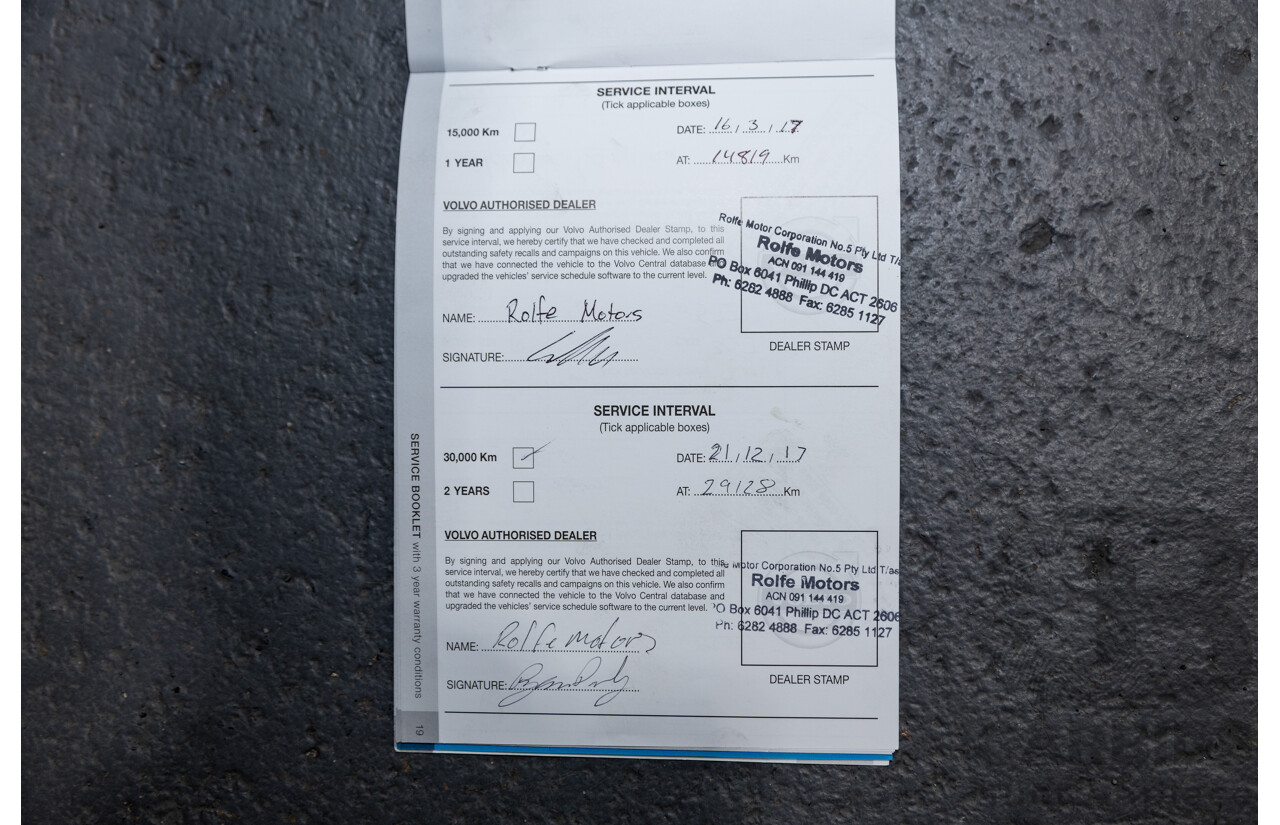 SERVICE INTERVAL
(Tick applicable boxes)
15,000 Km DATE: 16 / 3 / 17
1 YEAR AT: 14819 Km
VOLVO AUTHORISED DEALER
By signing and applying our Volvo Authorised Dealer Stamp, to this
service interval, we hereby certify that we have checked and completed all
outstanding safety recalls and campaigns on this vehicle. We also confirm
that we have connected the vehicle to the Volvo Central database
upgraded the vehicles' service schedule software to the current level.
Rolfe Motor Corporation No.5 Pty Ltd T/a
Rolfe Motors
ACN 091 144 419
PO Box 6041 Phillip DC ACT 2606
Ph: 6282 4888 Fax: 6285 1127
NAME: Rolfe Motors
SIGNATURE:
DEALER STAMP
SERVICE INTERVAL
(Tick applicable boxes)
30,000 Km DATE: 21 / 12 / 17
2 YEARS AT: 29128 Km
VOLVO AUTHORISED DEALER
By signing and applying our Volvo Authorised Dealer Stamp, to this
service interval, we hereby certify that we have checked and completed all
outstanding safety recalls and campaigns on this vehicle. We also confirm
that we have connected the vehicle to the Volvo Central database and
upgraded the vehicles' service schedule software to the current level.
Motor Corporation No.5 Pty Ltd T/as
Rolfe Motors
ACN 091 144 419
PO Box 6041 Phillip DC ACT 2606
Ph: 6282 4888 Fax: 6285 1127
NAME: Rolfe Motors
SIGNATURE:
DEALER STAMP
SERVICE BOOKLET with 3 year warranty conditions
19